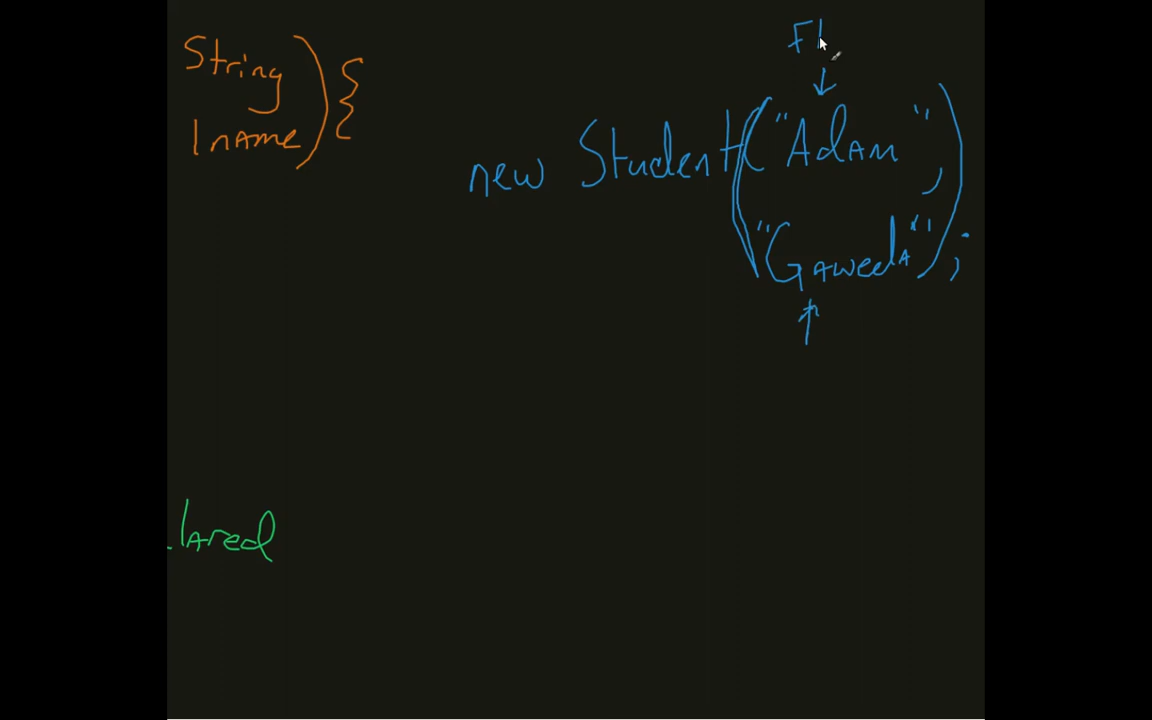 String
lname){
F
new Student("Adam",
"Gaweda");
lared